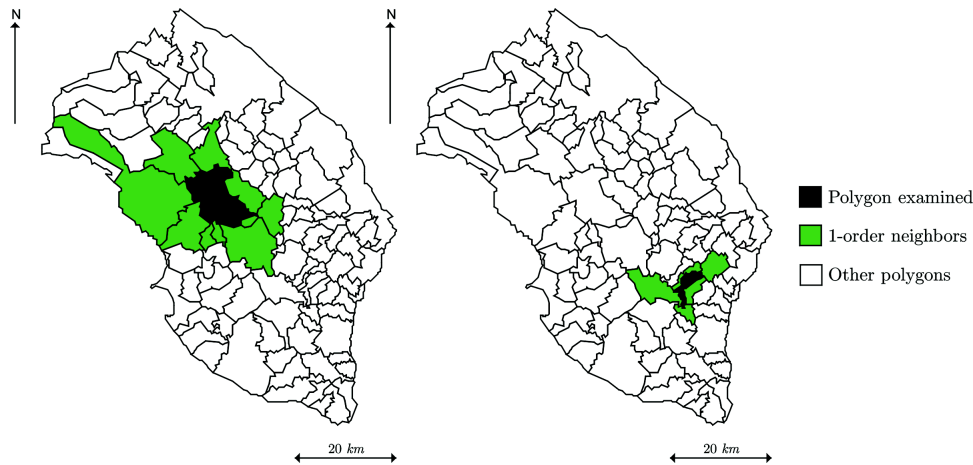 N
N
Polygon examined
1-order neighbors
Other polygons
20 km
20 km